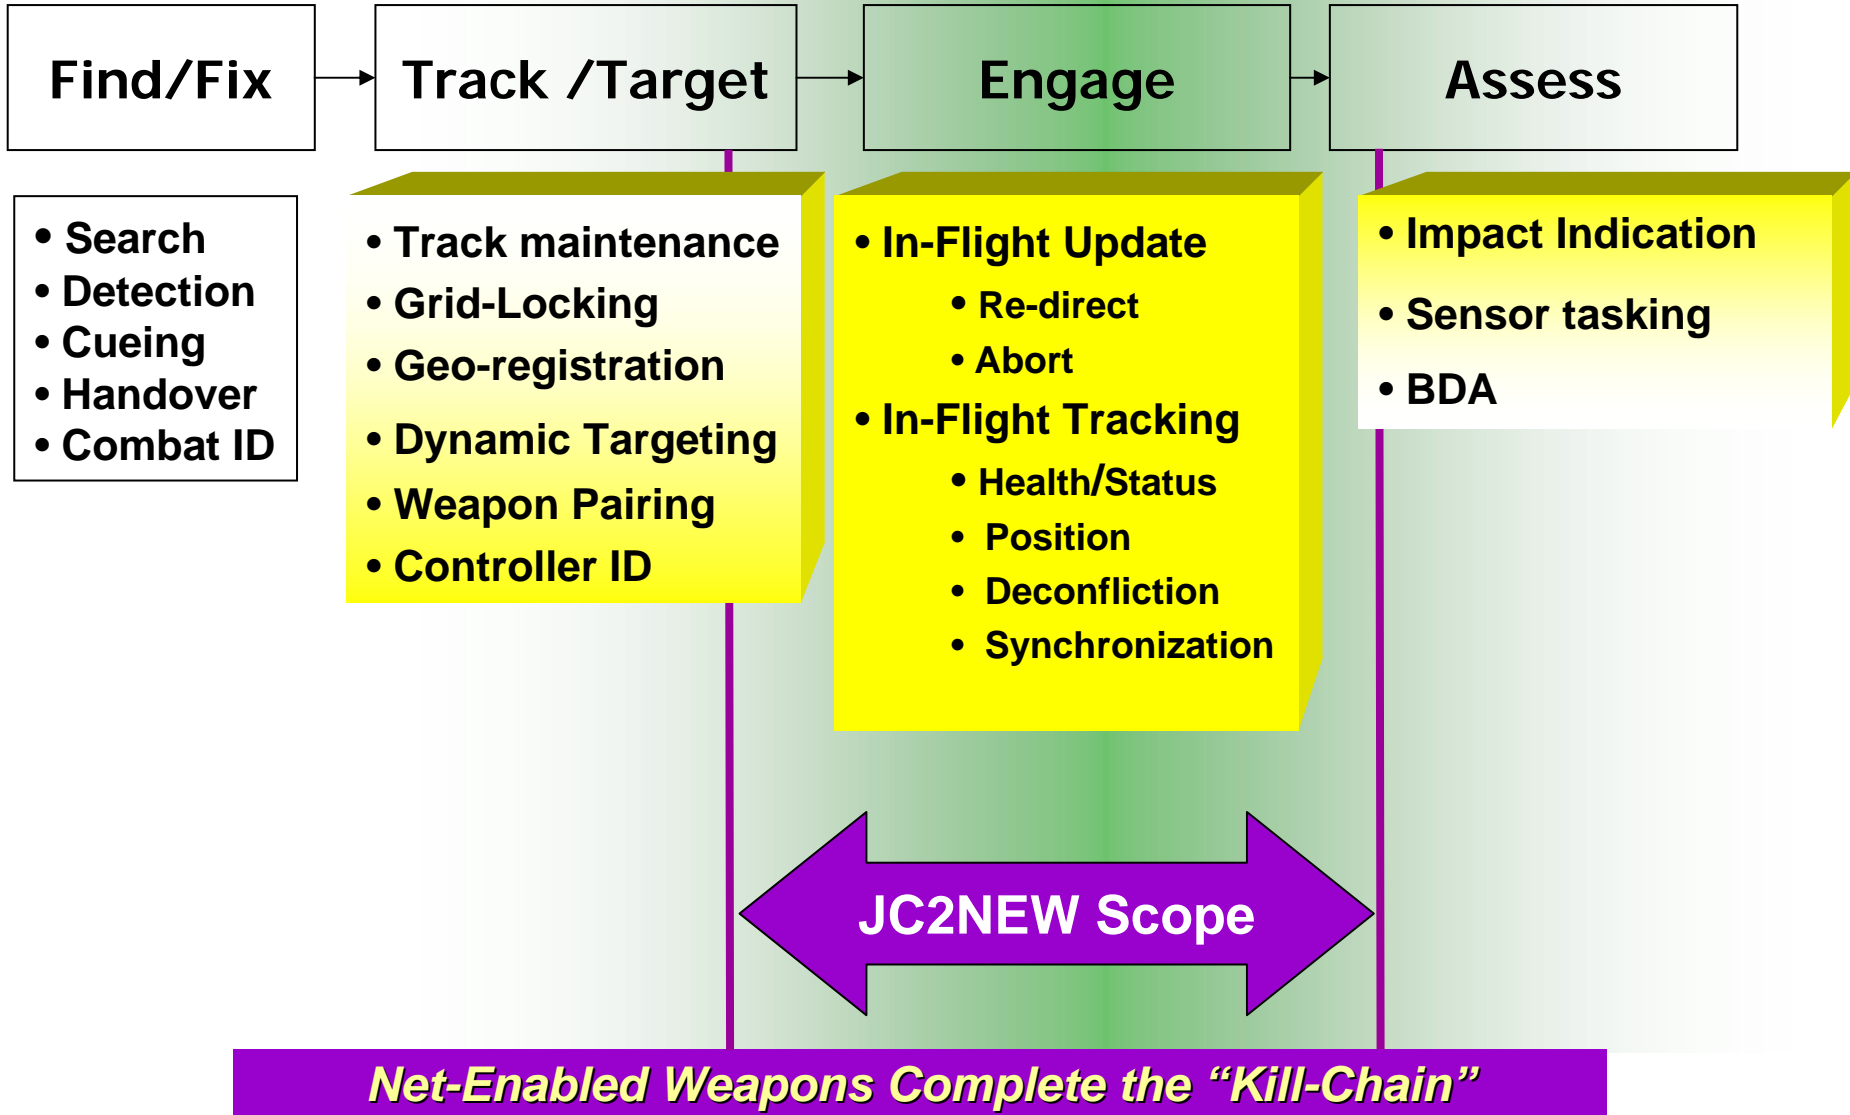 Find/Fix
Track /Target
Engage
Assess
• Search
• Detection
• Cueing
• Handover
• Combat ID
• Track maintenance
• Grid-Locking
• Geo-registration
• Dynamic Targeting
• Weapon Pairing
• Controller ID
• In-Flight Update
• Re-direct
• Abort
• In-Flight Tracking
• Health/Status
• Position
• Deconfliction
• Synchronization
• Impact Indication
• Sensor tasking
• BDA
JC2NEW Scope
Net-Enabled Weapons Complete the “Kill-Chain”